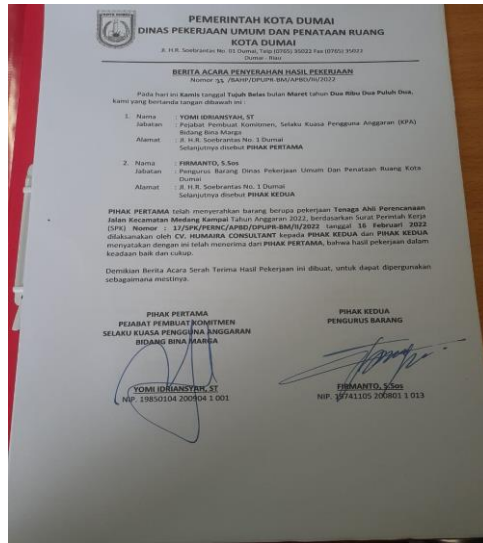 PEMERINTAH KOTA DUMAI
DINAS PEKERJAAN UMUM DAN PENATAAN RUANG
KOTA DUMAI
Jl. H.R. Soebrantas No. 01 Dumai, Telp (0765) 35023 Fax (0765) 35023
Dumai - Riau
BERITA ACARA PENYERAHAN HASIL PEKERJAAN
Nomor /BAHP/DPUPR-BM/APBD/III/2022
Pada hari ini Kamis tanggal Tujuh Belas bulan Maret tahun Dua Ribu Dua Puluh Dua,
kami yang bertanda tangan dibawah ini :
1. Nama : YOMI IDRIANSYAH, ST
Jabatan : Pejabat Pembuat Komitmen, Selaku Kuasa Pengguna Anggaran (KPA)
Bidang Bina Marga
Alamat : Jl. H.R. Soebrantas No. 1 Dumai
Selanjutnya disebut PIHAK PERTAMA
2. Nama : FIRMANTO, S.Sos
Jabatan : Pengurus Barang Dinas Pekerjaan Umum Dan Penataan Ruang Kota
Dumai
Alamat : Jl. H.R. Soebrantas No. 1 Dumai
Selanjutnya disebut PIHAK KEDUA
PIHAK PERTAMA telah menyerahkan barang berupa pekerjaan Tenaga Ahli Perencanaan
Jalan Kecamatan Medang Kampai Tahun Anggaran 2022, berdasarkan Surat Perintah Kerja
(SPK) Nomor : 17/SPK/PERNC/APBD/DPUPR-BM/II/2022 tanggal 16 Februari 2022
dilaksanakan oleh CV. HUMAIRA CONSULTANT kepada PIHAK KEDUA dan PIHAK KEDUA
menyatakan dengan ini telah menerima dari PIHAK PERTAMA, bahwa hasil pekerjaan dalam
keadaan baik dan cukup.
Demikian Berita Acara Serah Terima Hasil Pekerjaan ini dibuat, untuk dapat dipergunakan
sebagaimana mestinya.
PIHAK PERTAMA
PEJABAT PEMBUAT KOMITMEN
SELAKU KUASA PENGGUNA ANGGARAN
BIDANG BINA MARGA
YOMI IDRIANSYAH, ST
NIP. 19850104 200904 1 001
PIHAK KEDUA
PENGURUS BARANG
FIRMANTO, S.Sos
NIP. 19741105 200801 1 013